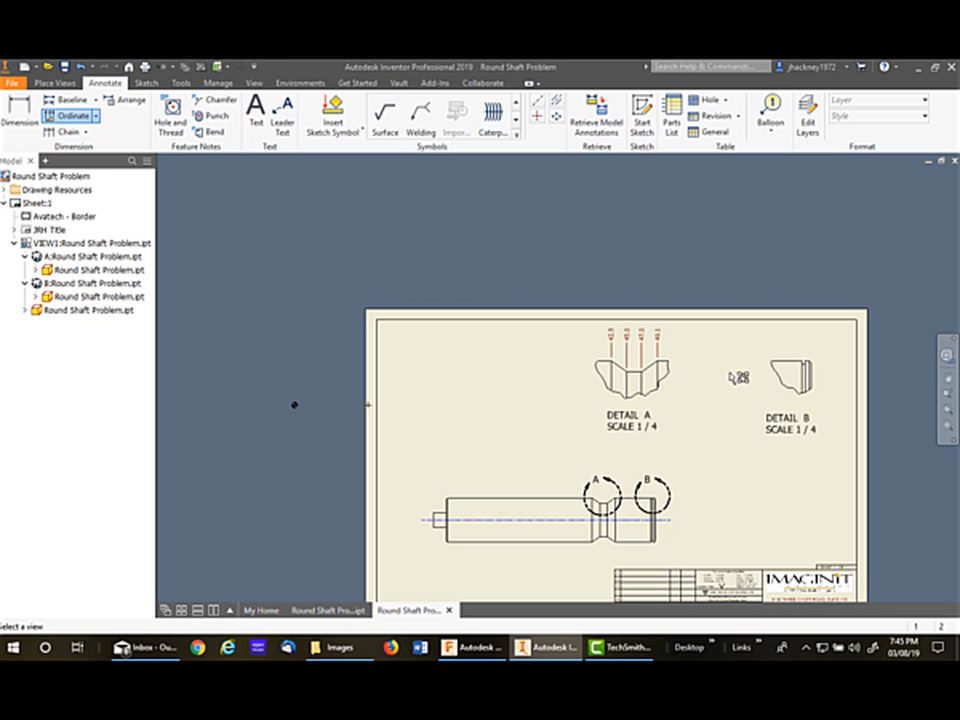 Autodesk Inventor Professional 2019 Round Shaft Problem
Search Help & Commands...
jhackney1972
File Place Views Annotate Sketch Tools Manage View Environments Get Started Vault Add-Ins Collaborate
Dimension
Baseline
Ordinate
Chain
Arrange
Dimension
Hole and Thread
Chamfer
Punch
Bend
Feature Notes
Text
Leader Text
Text
Insert Sketch Symbol
Surface
Welding
Impor...
Caterp...
Symbols
Retrieve Model Annotations
Retrieve
Start Sketch
Sketch
Parts List
Hole
Revision
General
Table
Balloon
Edit Layers
Layer
Style
Format
Model
Round Shaft Problem
Drawing Resources
Sheet:1
Avatech - Border
JRH Title
VIEW1:Round Shaft Problem.ipt
A:Round Shaft Problem.ipt
Round Shaft Problem.ipt
B:Round Shaft Problem.ipt
Round Shaft Problem.ipt
Round Shaft Problem.ipt
DETAIL A
SCALE 1 / 4
DETAIL B
SCALE 1 / 4
A
B
IMAGINIT
My Home Round Shaft Pro...ipt Round Shaft Pro...
Select a view
1 2
Inbox - Ou...
Images
Autodesk ...
Autodesk I...
TechSmith...
Desktop
Links
7:45 PM
03/08/19